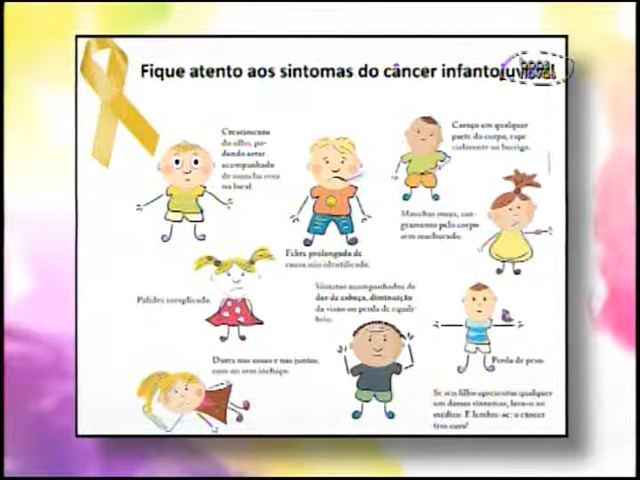 Fique atento aos sintomas do câncer infantojuvenil
Crescimento
do olho, po-
dendo estar
acompanhado
de mancha roxa
no local.
Caroço em qualquer
parte do corpo, espe-
cialmente na barriga.
Febre prolongada de
causa não identificada.
Manchas roxas, san-
gramento pelo corpo
sem machucado.
Palidez inexplicada.
Vômitos acompanhados de
dor de cabeça, diminuição
da visão ou perda de equilí-
brio.
Perda de peso.
Dores nos ossos e nas juntas,
com ou sem inchaço.
Se seu filho apresentar qualquer
um desses sintomas, leve-o ao
médico. E lembre-se: o câncer
tem cura!